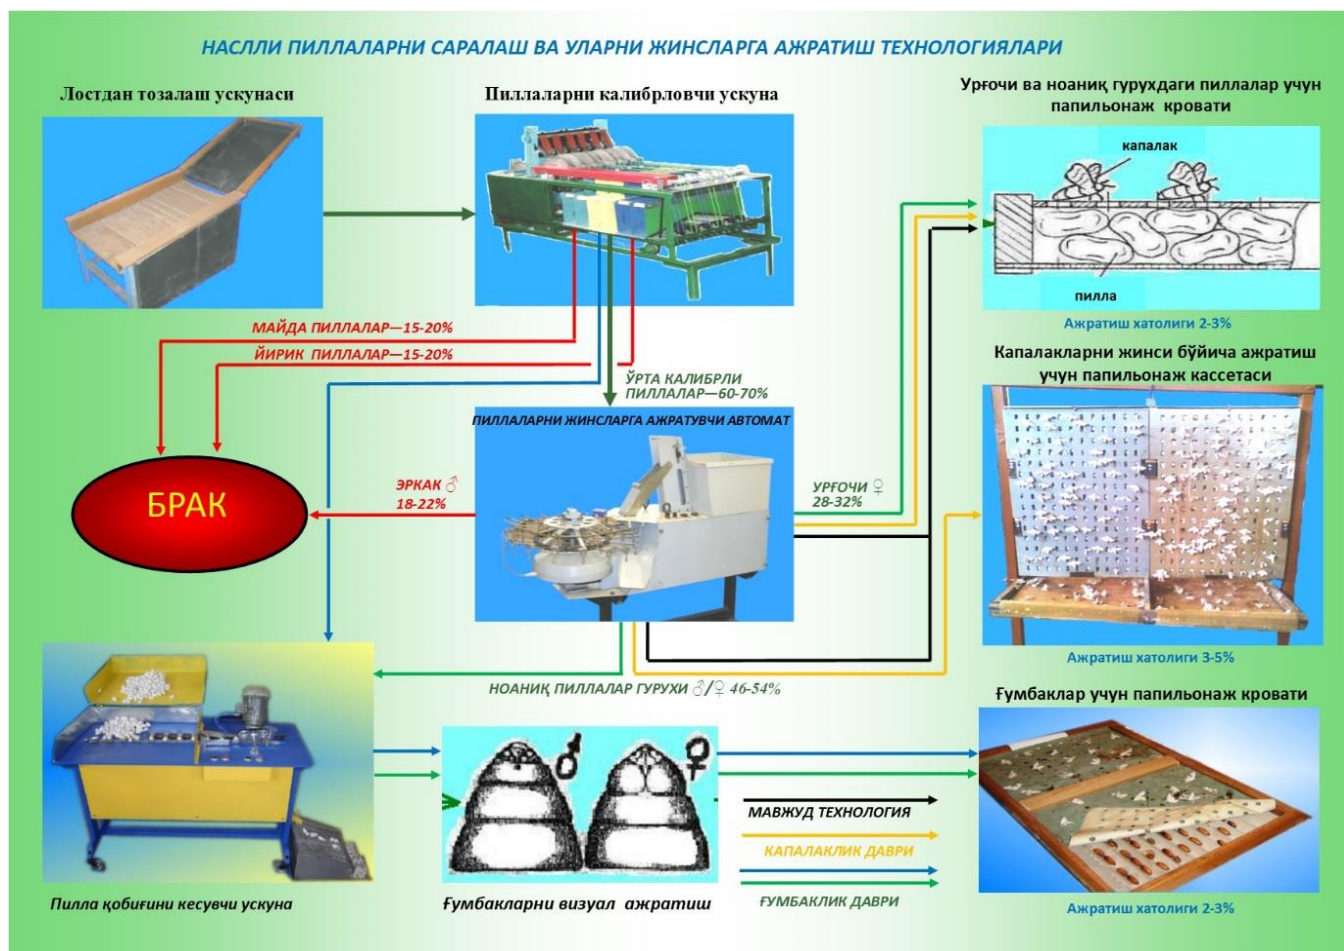 НАСЛЛИ ПИЛЛАЛАРНИ САРАЛАШ ВА УЛАРНИ ЖИНСЛАРГА АЖРАТИШ ТЕХНОЛОГИЯЛАРИ
Лостдан тозалаш ускунаси
Пиллаларни калибрловчи ускуна
Урғочи ва ноаниқ гурухдаги пиллалар учун
папильонаж кровати
капалак
пилла
Ажратиш хатолиги 2-3%
МАЙДА ПИЛЛАЛАР—15-20%
ЙИРИК ПИЛЛАЛАР—15-20%
ЎРТА КАЛИБРЛИ
ПИЛЛАЛАР—60-70%
Капалакларни жинси бўйича ажратиш
учун папильонаж кассетаси
ПИЛЛАЛАРНИ ЖИНСЛАРГА АЖРАТУВЧИ АВТОМАТ
БРАК
ЭРКАК ♂
18-22%
УРҒОЧИ ♀
28-32%
Ажратиш хатолиги 3-5%
НОАНИҚ ПИЛЛАЛАР ГУРУХИ ♂/♀ 46-54%
Ғумбаклар учун папильонаж кровати
♂
♀
МАВЖУД ТЕХНОЛОГИЯ
КАПАЛАКЛИК ДАВРИ
ҒУМБАКЛИК ДАВРИ
Пилла қобиғини кесувчи ускуна
Ғумбакларни визуал ажратиш
Ажратиш хатолиги 2-3%